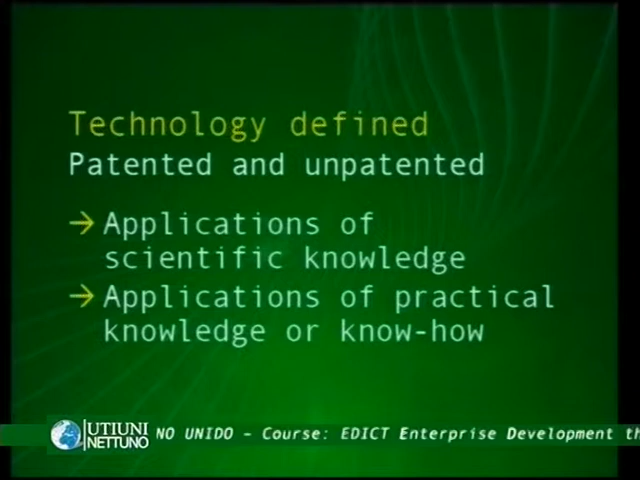 Technology defined
Patented and unpatented
→ Applications of
scientific knowledge
→ Applications of practical
knowledge or know-how
UTIUNI
NETTUNO
NO UNIDO – Course: EDICT Enterprise Development th